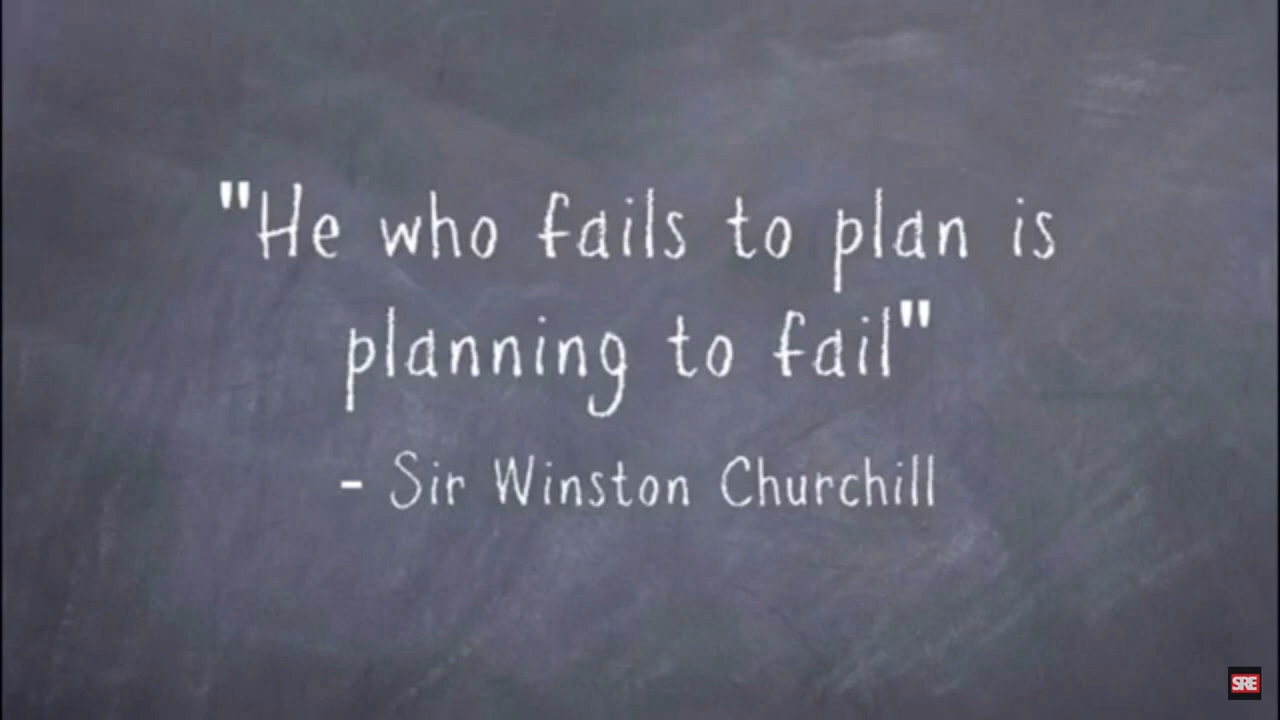 "He who fails to plan is
planning to fail"
- Sir Winston Churchill
SRE